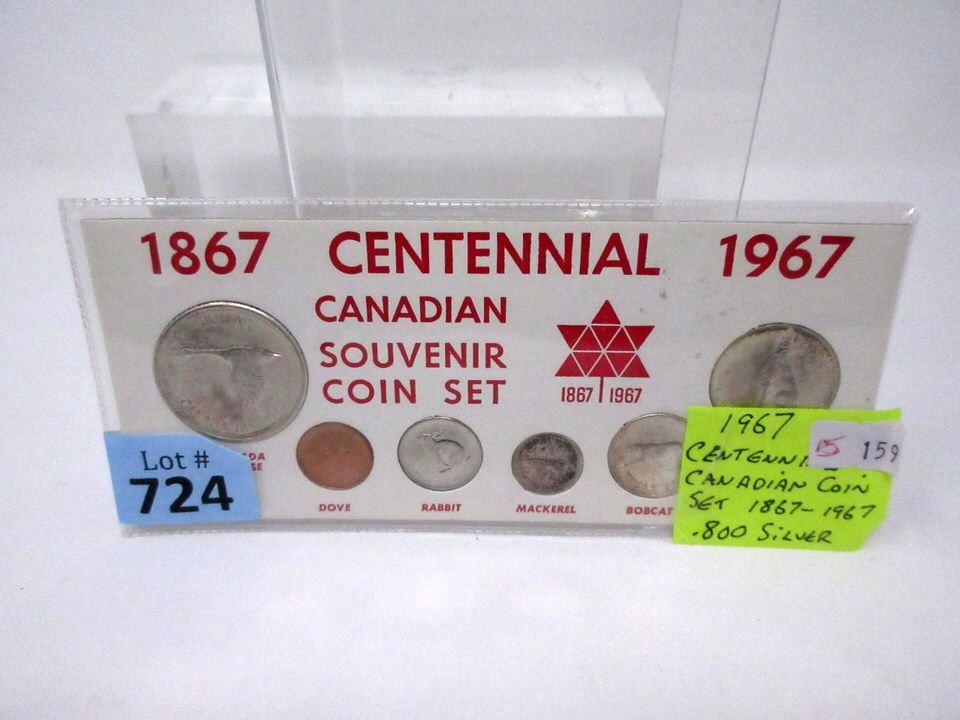 1867 CENTENNIAL 1967
CANADIAN
SOUVENIR
COIN SET
1867 1967
DOVE RABBIT MACKEREL BOBCAT
Lot #
724
1967
15 159
CANADIAN COIN
SET 1867-1967
.800 SILVER